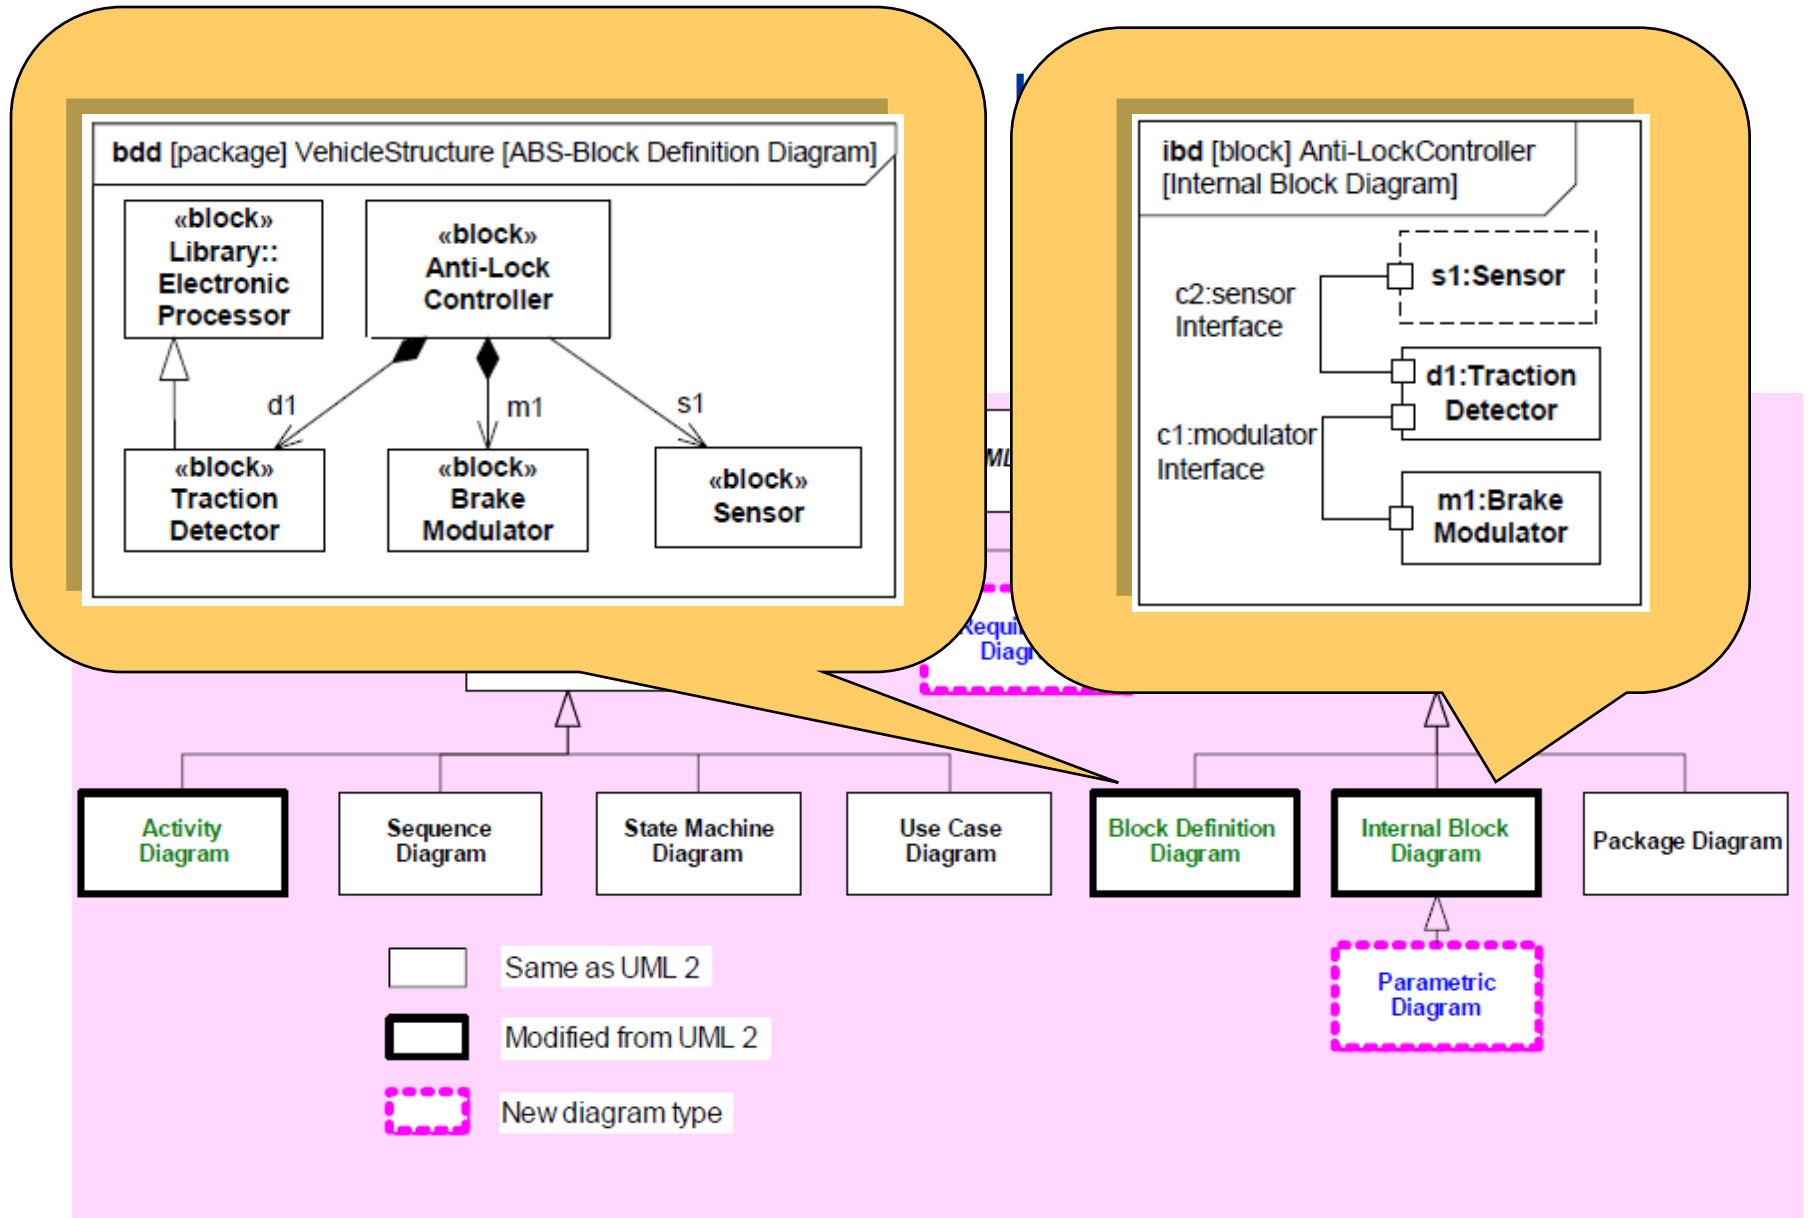 bdd [package] VehicleStructure [ABS-Block Definition Diagram]
«block»
Library::
Electronic
Processor
«block»
Anti-Lock
Controller
d1
m1
s1
«block»
Traction
Detector
«block»
Brake
Modulator
«block»
Sensor
ibd [block] Anti-LockController
[Internal Block Diagram]
s1:Sensor
c2:sensor
Interface
d1:Traction
Detector
c1:modulator
Interface
m1:Brake
Modulator
Activity
Diagram
Sequence
Diagram
State Machine
Diagram
Use Case
Diagram
Block Definition
Diagram
Internal Block
Diagram
Package Diagram
Parametric
Diagram
Same as UML 2
Modified from UML 2
New diagram type